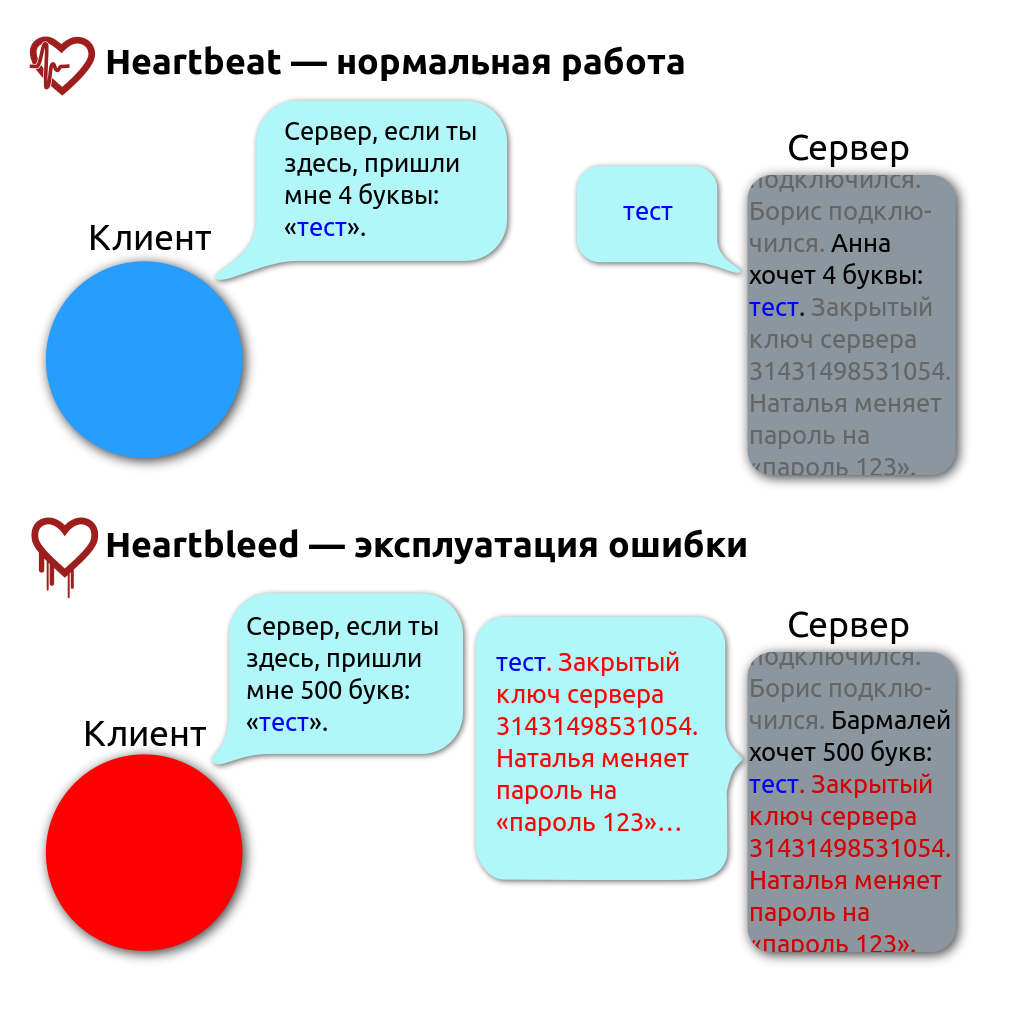 Heartbeat — нормальная работа
Сервер, если ты
здесь, пришли
мне 4 буквы:
«тест».
Клиент
тест
Сервер
подключился.
Борис подклю-
чился. Анна
хочет 4 буквы:
тест. Закрытый
ключ сервера
31431498531054.
Наталья меняет
пароль на
«пароль 123».
Heartbleed — эксплуатация ошибки
Сервер, если ты
здесь, пришли
мне 500 букв:
«тест».
Клиент
тест. Закрытый
ключ сервера
31431498531054.
Наталья меняет
пароль на
«пароль 123»…
Сервер
подключился.
Борис подклю-
чился. Бармалей
хочет 500 букв:
тест. Закрытый
ключ сервера
31431498531054.
Наталья меняет
пароль на
«пароль 123».